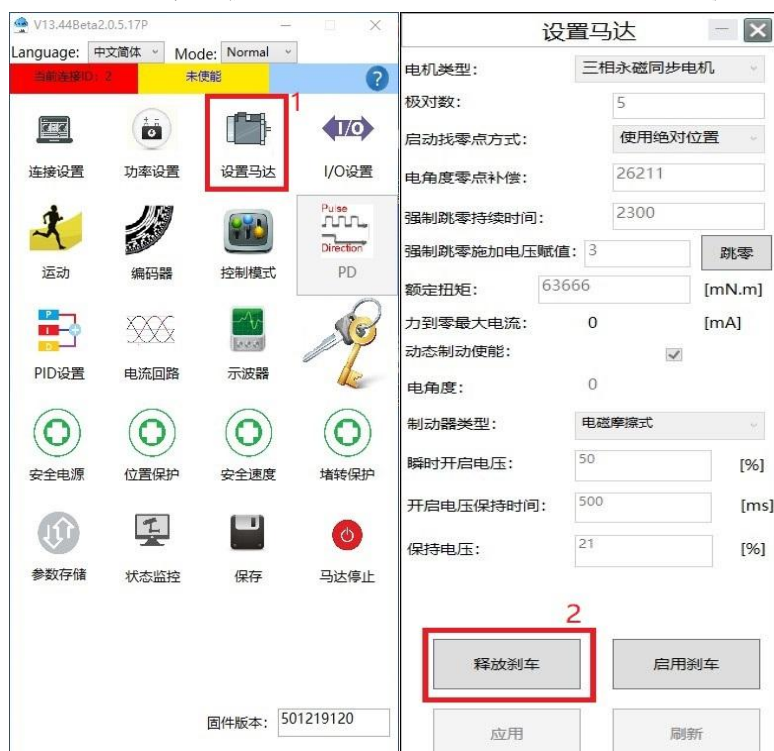 V13.44Beta2.0.5.17P
Language: 中文简体 Mode: Normal
当前连接ID: 2 未使能 ?
1
连接设置 功率设置 设置马达 I/O I/O设置
运动 编码器 控制模式 Pulse Direction PD
P I D
PID设置 电流回路 示波器
安全电源 位置保护 安全速度 堵转保护
参数存储 状态监控 保存 马达停止
固件版本: 501219120
设置马达
电机类型: 三相永磁同步电机
极对数: 5
启动找零点方式: 使用绝对位置
电角度零点补偿: 26211
强制跳零持续时间: 2300
强制跳零施加电压赋值: 3 跳零
额定扭矩: 63666 [mN.m]
力到零最大电流: 0 [mA]
动态制动使能:
电角度: 0
制动器类型: 电磁摩擦式
瞬时开启电压: 50 [%]
开启电压保持时间: 500 [ms]
保持电压: 21 [%]
2
释放刹车 启用刹车
应用 刷新